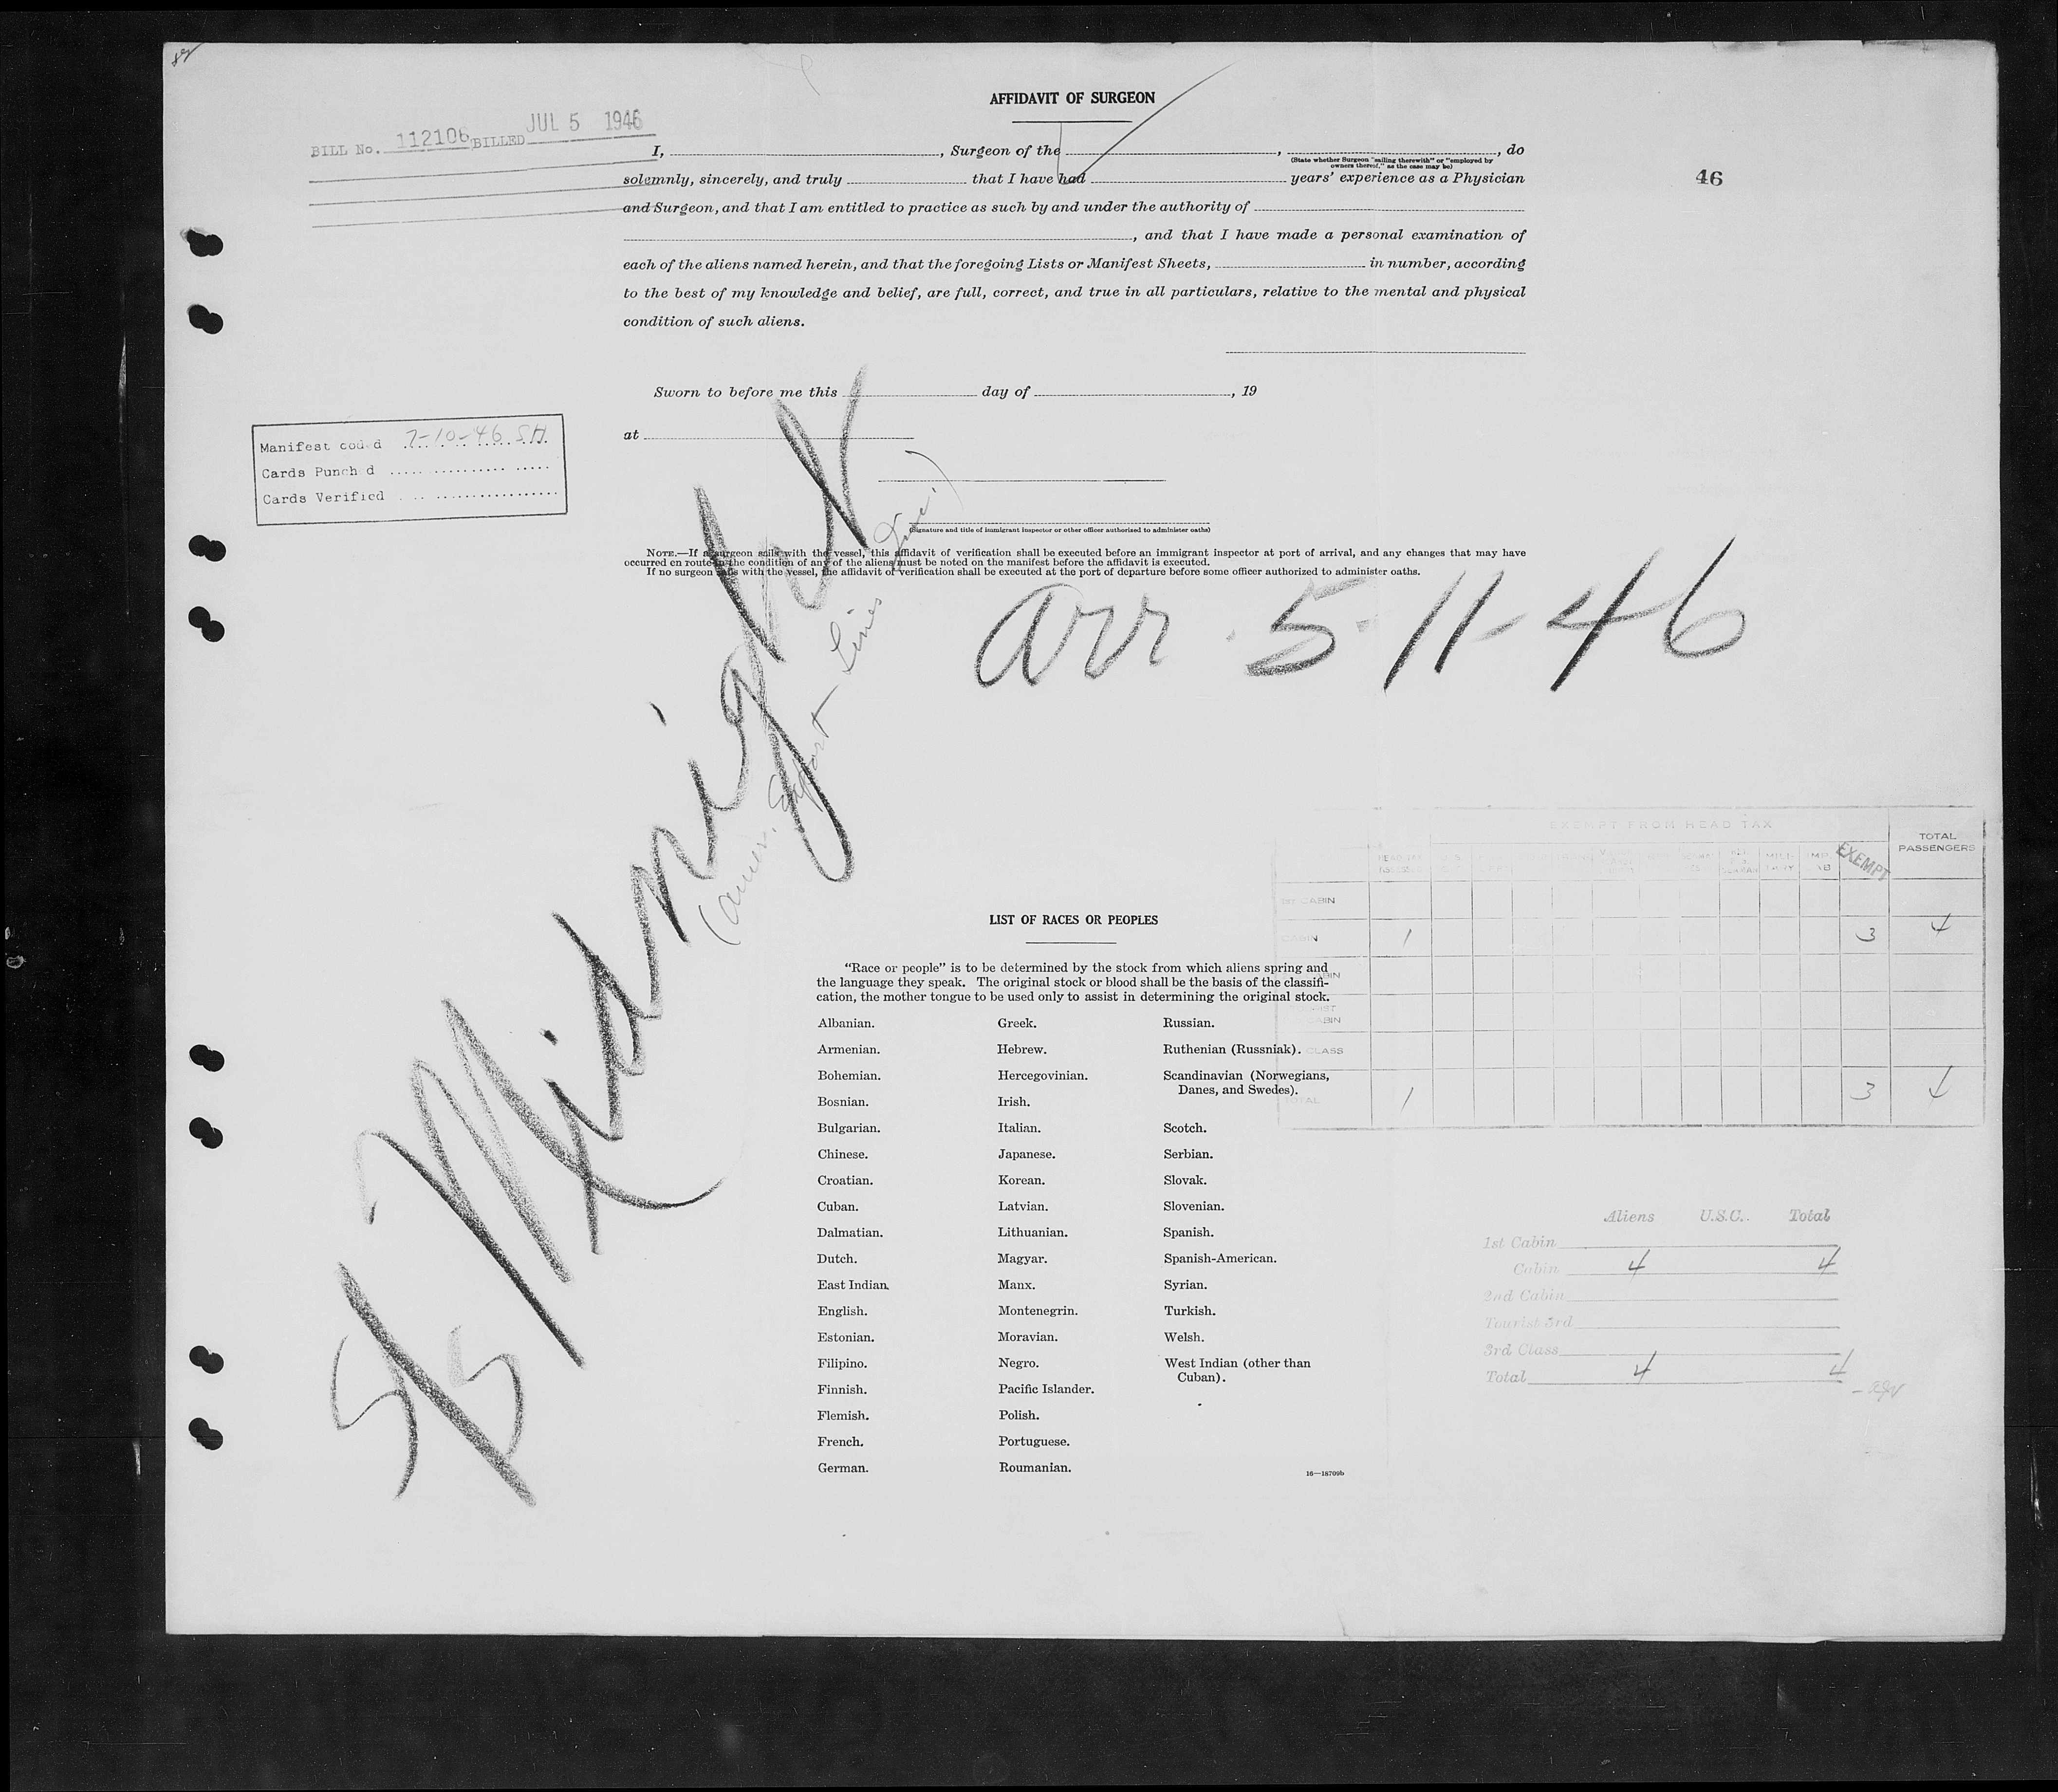 AFFIDAVIT OF SURGEON
BILL No. 112106 BILLED JUL 5 1946
46
I, , Surgeon of the , , do
(State whether Surgeon "sailing therewith" or "employed by
owners thereof," as the case may be)
solemnly, sincerely, and truly that I have had years' experience as a Physician
and Surgeon, and that I am entitled to practice as such by and under the authority of
, and that I have made a personal examination of
each of the aliens named herein, and that the foregoing Lists or Manifest Sheets, in number, according
to the best of my knowledge and belief, are full, correct, and true in all particulars, relative to the mental and physical
condition of such aliens.
Sworn to before me this day of , 19
at
Manifest coded 7-10-46 SH
Cards Punch d
Cards Verified
(Signature and title of immigrant inspector or other officer authorized to administer oaths)
NOTE.—If a surgeon sails with the vessel, this affidavit of verification shall be executed before an immigrant inspector at port of arrival, and any changes that may have
occurred en route in the condition of any of the aliens must be noted on the manifest before the affidavit is executed.
If no surgeon sails with the vessel, the affidavit of verification shall be executed at the port of departure before some officer authorized to administer oaths.
arr 5-11-46
S/S Midnight
(Amer. Export Lines Inc.)
EXEMPT FROM HEAD TAX
TOTAL
PASSENGERS
EXEMPT
1ST CABIN
CABIN 1 3 4
CABIN
CABIN
CLASS
TOTAL 1 3 4
LIST OF RACES OR PEOPLES
"Race or people" is to be determined by the stock from which aliens spring and
the language they speak. The original stock or blood shall be the basis of the classifi-
cation, the mother tongue to be used only to assist in determining the original stock.
Albanian.
Armenian.
Bohemian.
Bosnian.
Bulgarian.
Chinese.
Croatian.
Cuban.
Dalmatian.
Dutch.
East Indian.
English.
Estonian.
Filipino.
Finnish.
Flemish.
French.
German.
Greek.
Hebrew.
Hercegovinian.
Irish.
Italian.
Japanese.
Korean.
Latvian.
Lithuanian.
Magyar.
Manx.
Montenegrin.
Moravian.
Negro.
Pacific Islander.
Polish.
Portuguese.
Roumanian.
Russian.
Ruthenian (Russniak).
Scandinavian (Norwegians,
Danes, and Swedes).
Scotch.
Serbian.
Slovak.
Slovenian.
Spanish.
Spanish-American.
Syrian.
Turkish.
Welsh.
West Indian (other than
Cuban).
16—18709b
Aliens U.S.C. Total
1st Cabin
Cabin 4 4
2nd Cabin
Tourist 3rd
3rd Class
Total 4 4